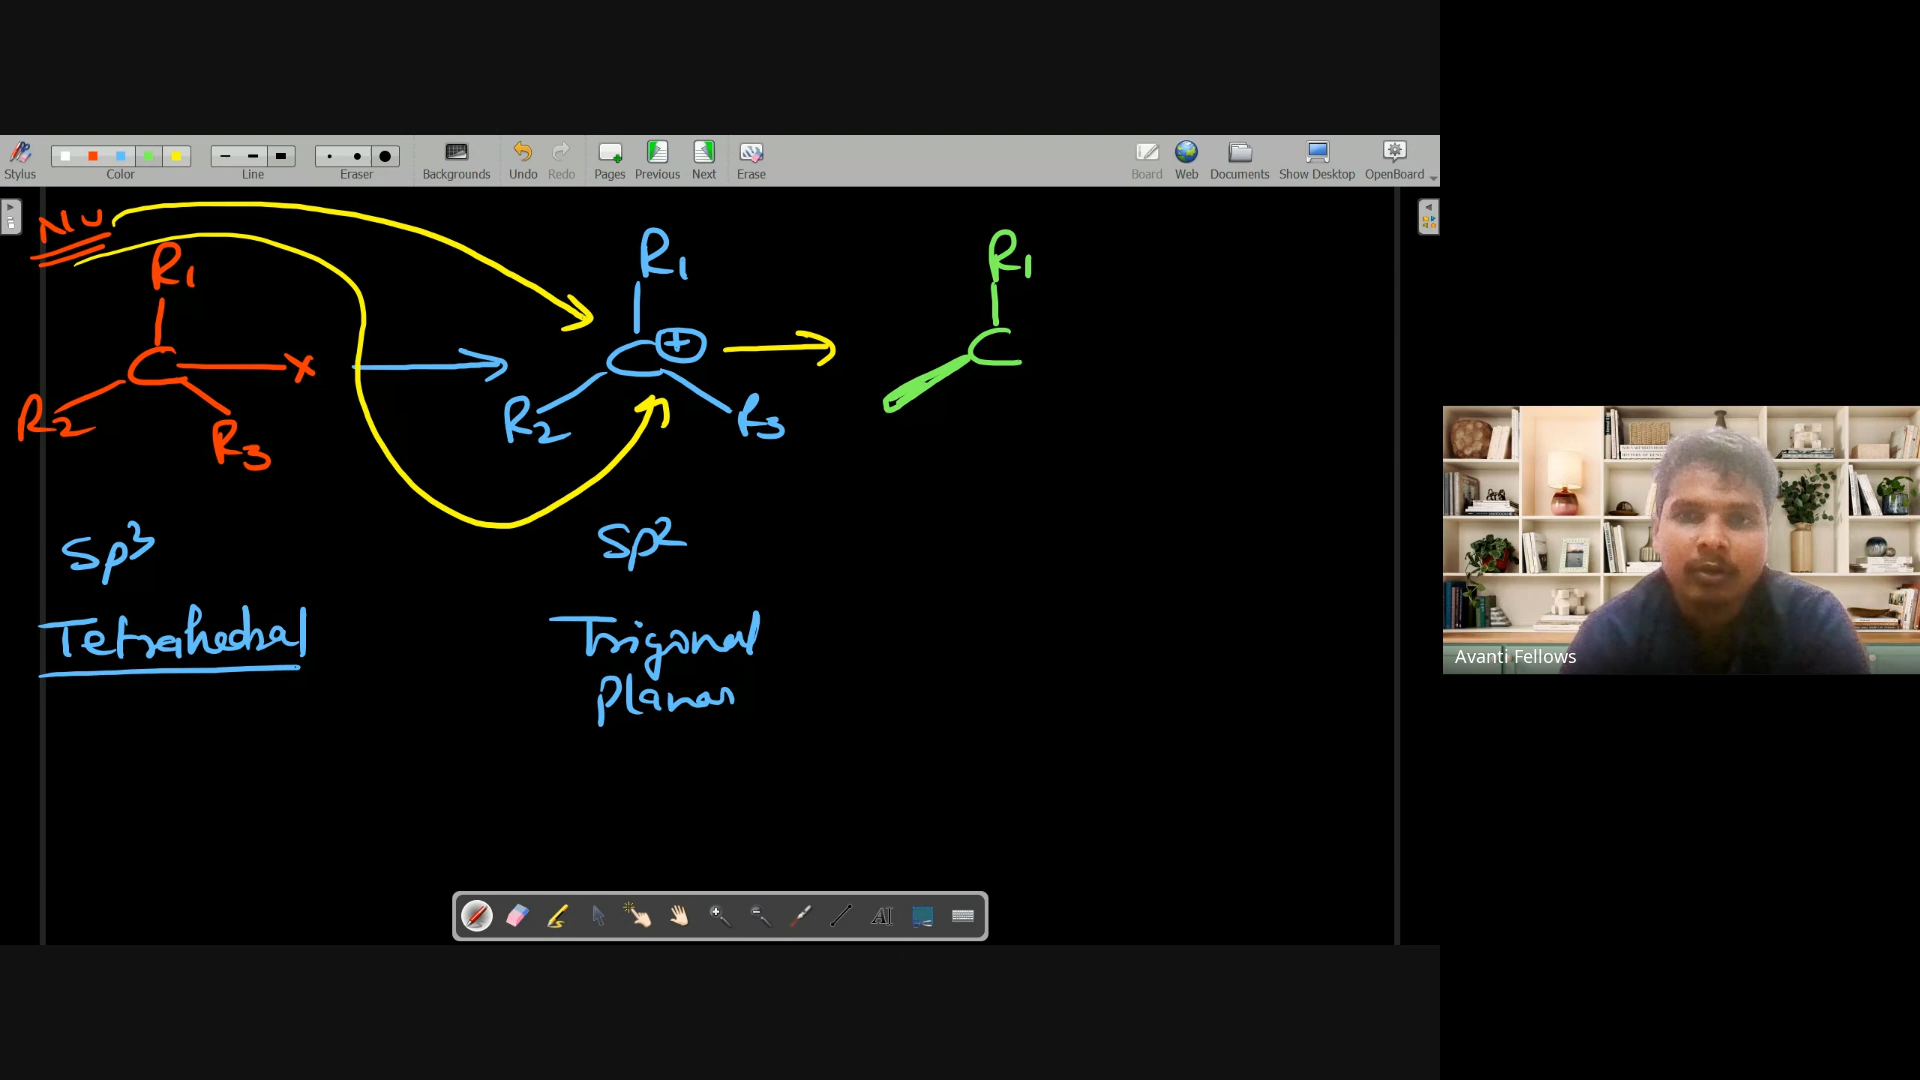 Stylus Color Line Eraser Backgrounds Undo Redo Pages Previous Next Erase Board Web Documents Show Desktop OpenBoard
Nu
R1 R1 R1
C X C + C
R2 R3 R2 R3
Sp3 Sp2
Tetrahedral Trigonal
Planar
Avanti Fellows